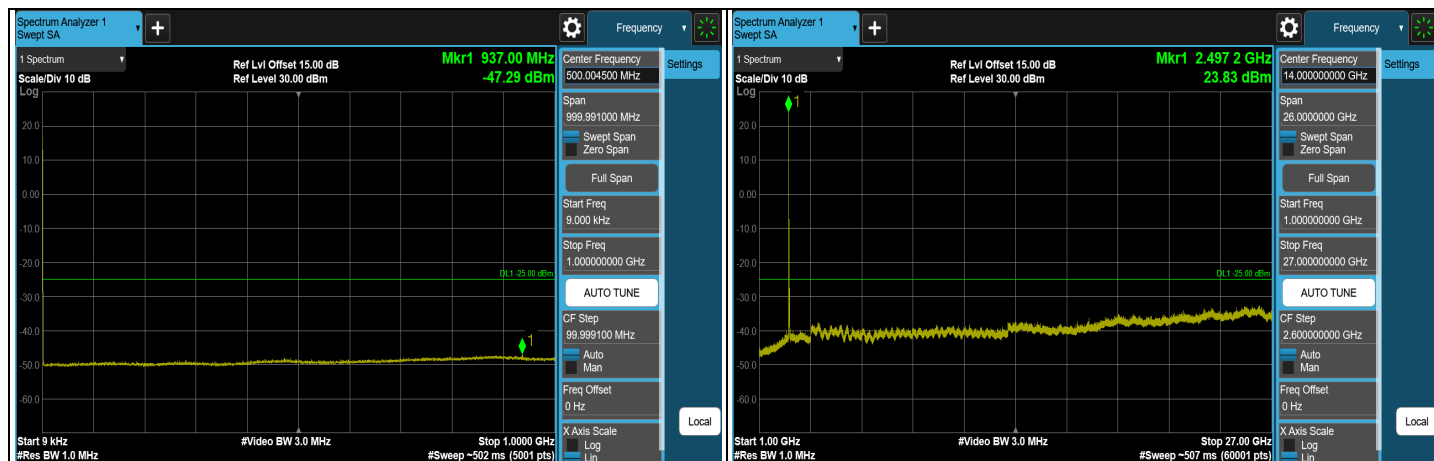 Spectrum Analyzer 1
Swept SA
+
Frequency
1 Spectrum
Scale/Div 10 dB
Log
Ref Lvl Offset 15.00 dB
Ref Level 30.00 dBm
Mkr1 937.00 MHz
-47.29 dBm
20.0
10.0
0.00
-10.0
-20.0
-30.0
-40.0
-50.0
-60.0
DL1 -25.00 dBm
1
Start 9 kHz
#Res BW 1.0 MHz
#Video BW 3.0 MHz
Stop 1.0000 GHz
#Sweep ~502 ms (5001 pts)
Center Frequency
500.004500 MHz
Span
999.991000 MHz
Swept Span
Zero Span
Full Span
Start Freq
9.000 kHz
Stop Freq
1.000000000 GHz
AUTO TUNE
CF Step
99.999100 MHz
Auto
Man
Freq Offset
0 Hz
X Axis Scale
Log
Lin
Settings
Local
Spectrum Analyzer 1
Swept SA
+
Frequency
1 Spectrum
Scale/Div 10 dB
Log
Ref Lvl Offset 15.00 dB
Ref Level 30.00 dBm
Mkr1 2.497 2 GHz
23.83 dBm
1
20.0
10.0
0.00
-10.0
-20.0
-30.0
-40.0
-50.0
-60.0
DL1 -25.00 dBm
Start 1.00 GHz
#Res BW 1.0 MHz
#Video BW 3.0 MHz
Stop 27.00 GHz
#Sweep ~507 ms (60001 pts)
Center Frequency
14.000000000 GHz
Span
26.0000000 GHz
Swept Span
Zero Span
Full Span
Start Freq
1.000000000 GHz
Stop Freq
27.000000000 GHz
AUTO TUNE
CF Step
2.600000000 GHz
Auto
Man
Freq Offset
0 Hz
X Axis Scale
Log
Lin
Settings
Local